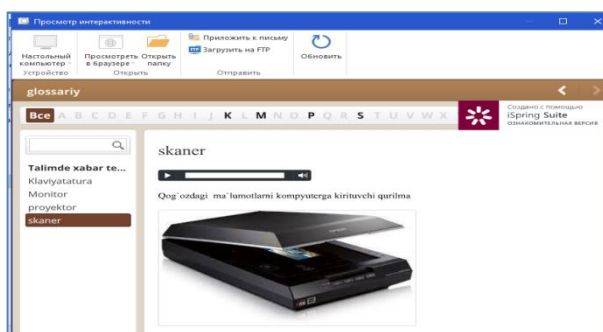 Просмотр интерактивности
Настольный компьютер
Просмотреть в браузере
Открыть папку
Приложить к письму
Загрузить на FTP
Обновить
Устройство
Открыть
Отправить
glossariy
Все A B C D E F G H I J K L M N O P Q R S T U V W X
Создано с помощью
iSpring Suite
ОЗНАКОМИТЕЛЬНАЯ ВЕРСИЯ
Talimde xabar te...
Klaviyatatura
Monitor
proyektor
skaner
skaner
Qog`ozdagi ma`lumotlarni kompyuterga kirituvchi qurilma